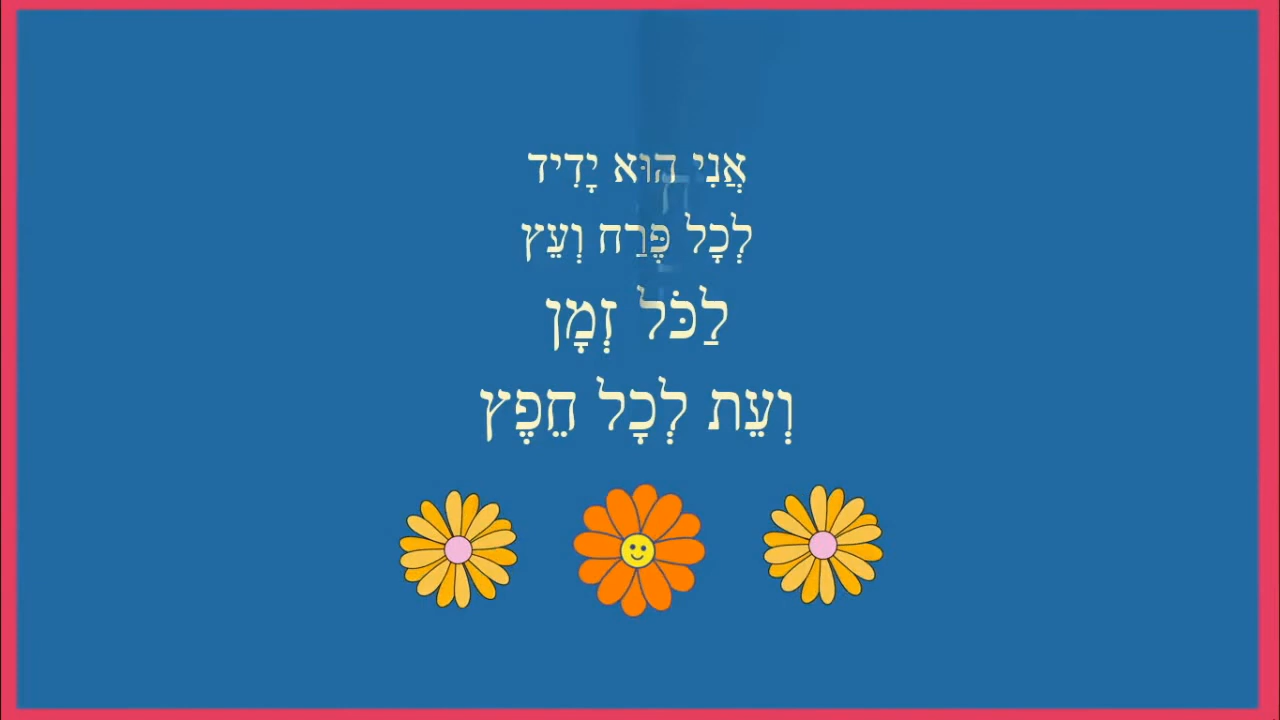 אֲנִי הוּא יָדִיד
לְכָל פֶּרַח וְעֵץ
לַכֹּל זְמָן
וְעֵת לְכָל חֵפֶץ